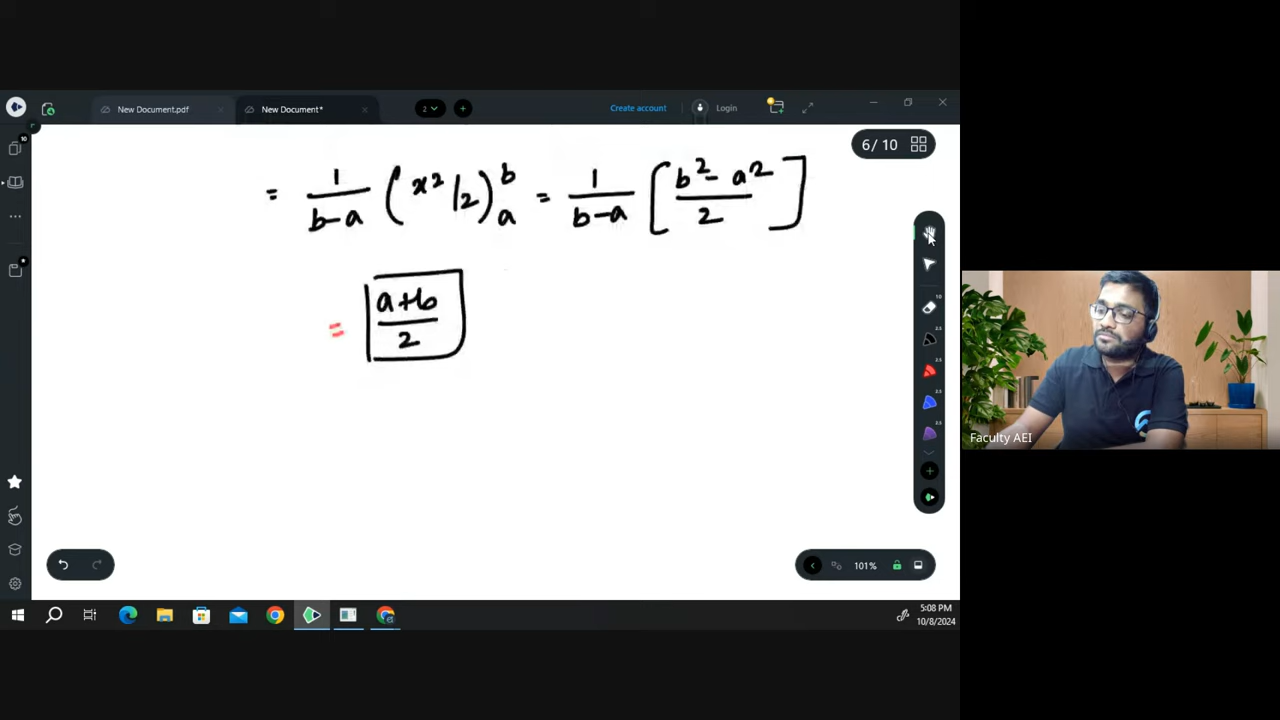 New Document.pdf
New Document*
2
Create account
Login
6/10
= 1/(b-a) (x²/2)_a^b = 1/(b-a) [(b²-a²)/2]
= (a+b)/2
Faculty AEI
101%
5:08 PM
10/8/2024